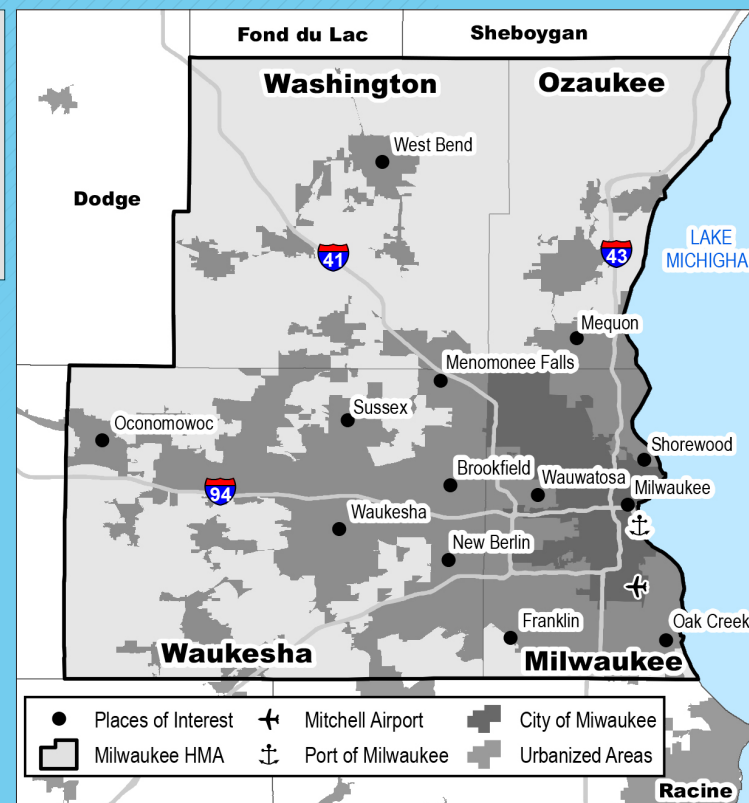 Fond du Lac
Sheboygan
Washington
Ozaukee
West Bend
Dodge
41
43
LAKE
MICHIGHA
Mequon
Menomonee Falls
Sussex
Oconomowoc
Shorewood
Brookfield
Wauwatosa
Milwaukee
94
Waukesha
New Berlin
Franklin
Oak Creek
Waukesha
Milwaukee
Places of Interest
Mitchell Airport
City of Miwaukee
Milwaukee HMA
Port of Milwaukee
Urbanized Areas
Racine